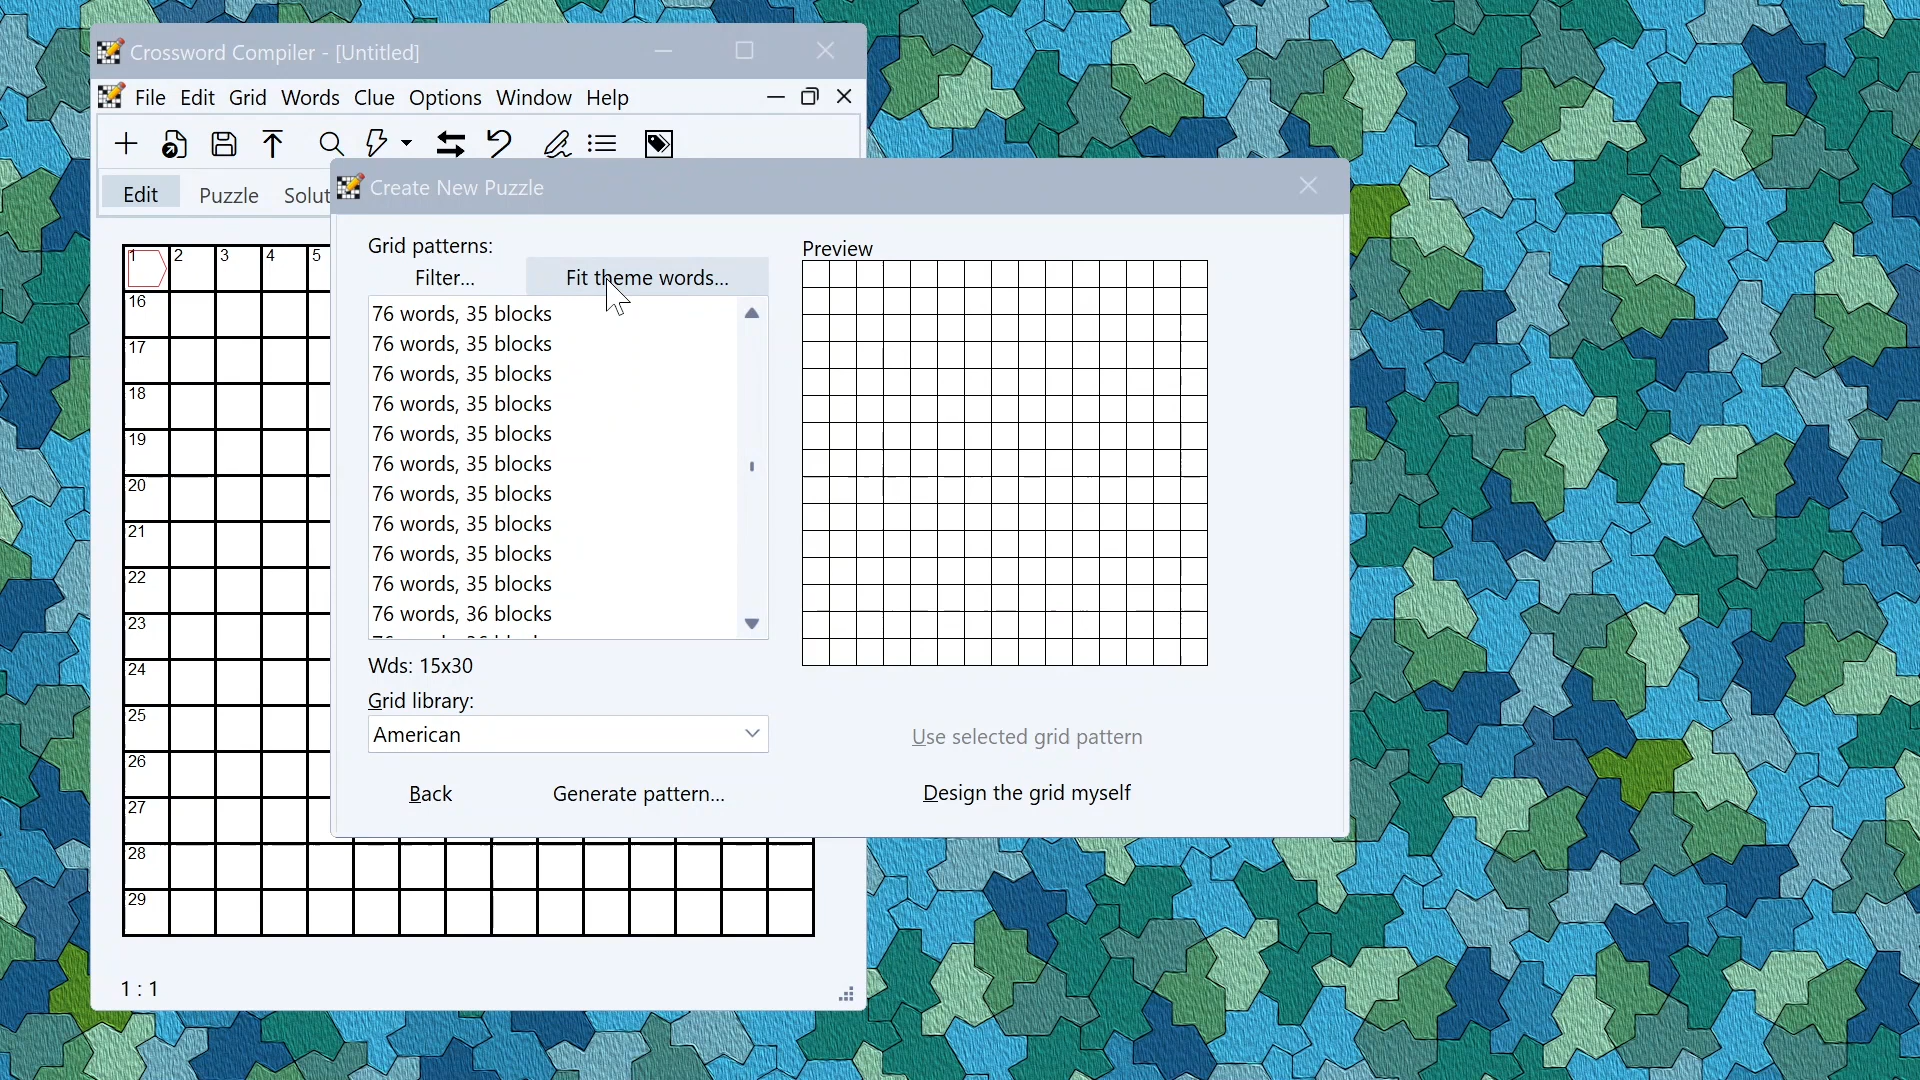 Crossword Compiler - [Untitled]
File Edit Grid Words Clue Options Window Help
Create New Puzzle
Edit Puzzle Solut
Grid patterns:
Preview
Filter... Fit theme words...
1 2 3 4 5
16
17
18
19
20
21
22
23
24
25
26
27
28
29
76 words, 35 blocks
76 words, 35 blocks
76 words, 35 blocks
76 words, 35 blocks
76 words, 35 blocks
76 words, 35 blocks
76 words, 35 blocks
76 words, 35 blocks
76 words, 35 blocks
76 words, 35 blocks
76 words, 36 blocks
Wds: 15x30
Grid library:
American
Use selected grid pattern
Back Generate pattern... Design the grid myself
1 : 1